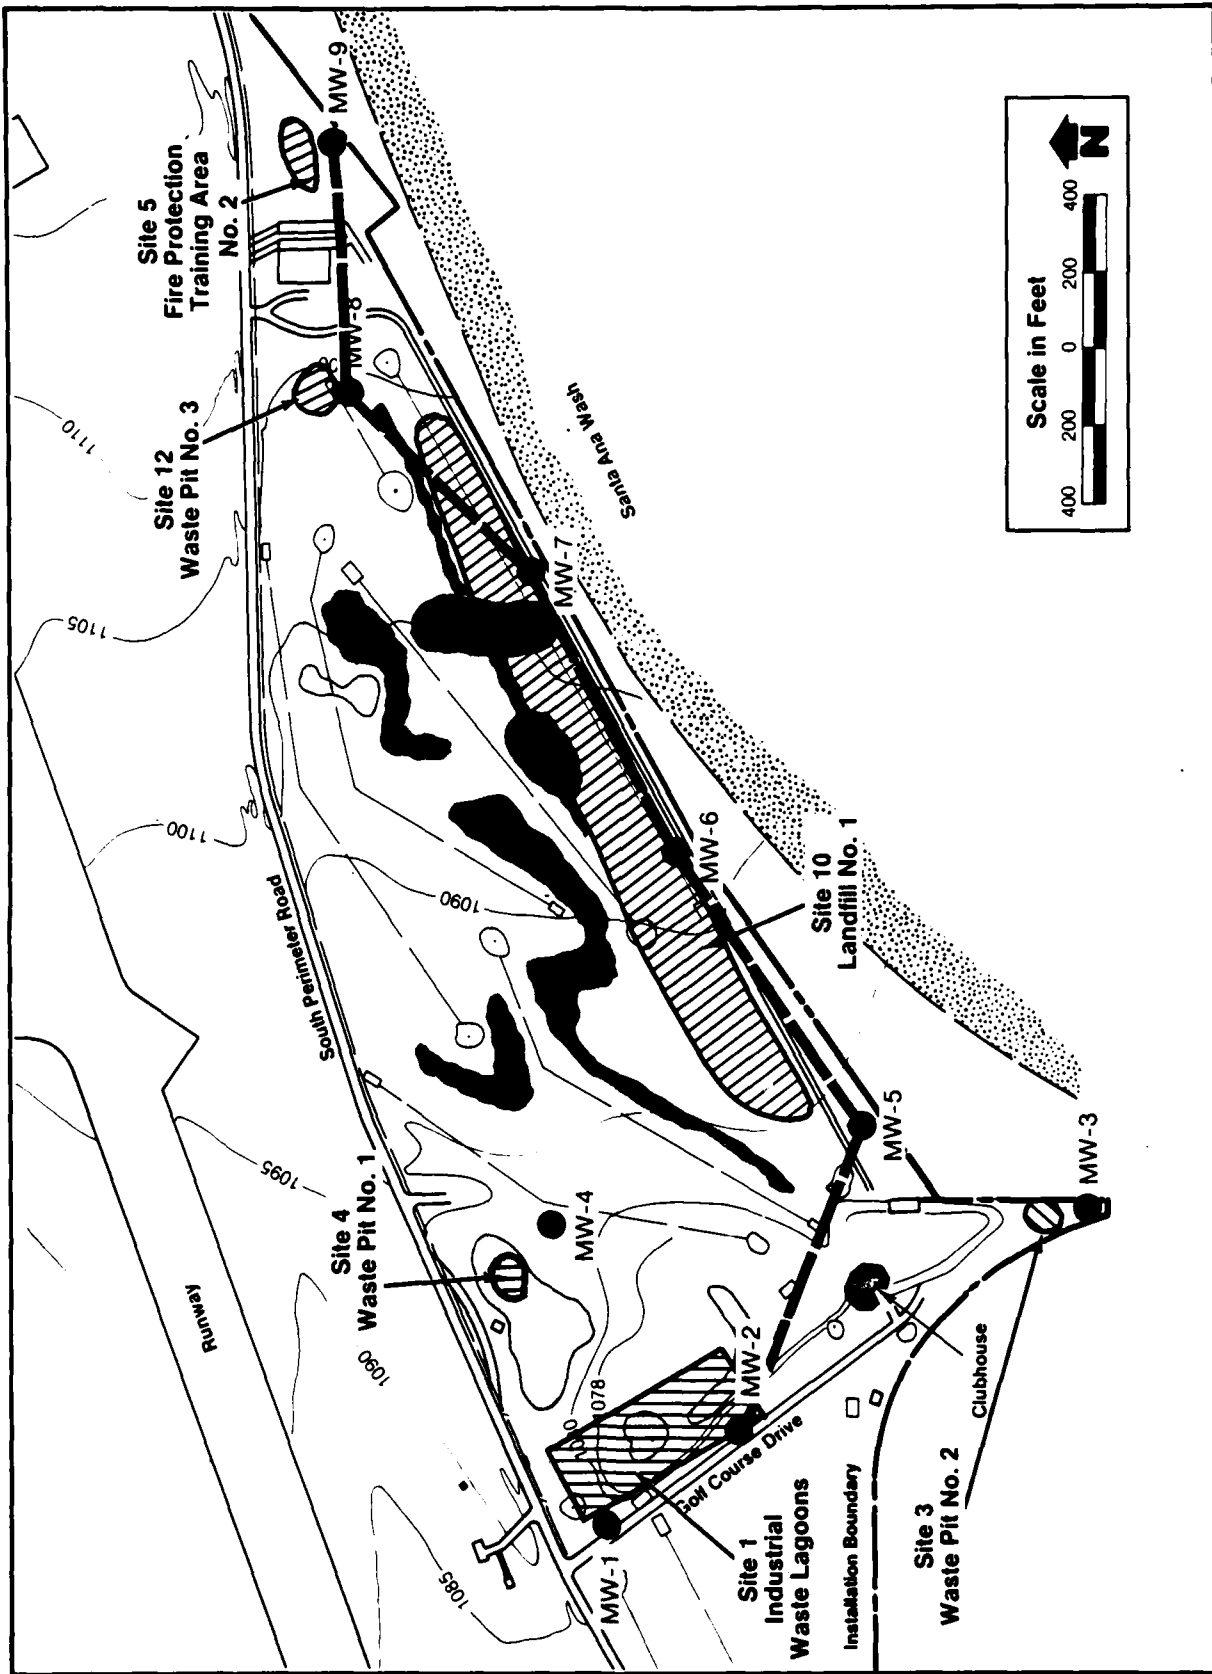 Site 5
Fire Protection
Training Area
No. 2
MW-9
Site 12
Waste Pit No. 3
MW-8
1170
1105
Santa Ana Wash
MW-7
1100
South Perimeter Road
1090
MW-6
Site 10
Landfill No. 1
Scale in Feet
400
200
0
200
400
N
1095
Runway
1090
Site 4
Waste Pit No. 1
MW-4
MW-5
MW-3
1078
MW-2
Clubhouse
Golf Course Drive
MW-1
1085
Site 1
Industrial
Waste Lagoons
Installation Boundary
Site 3
Waste Pit No. 2